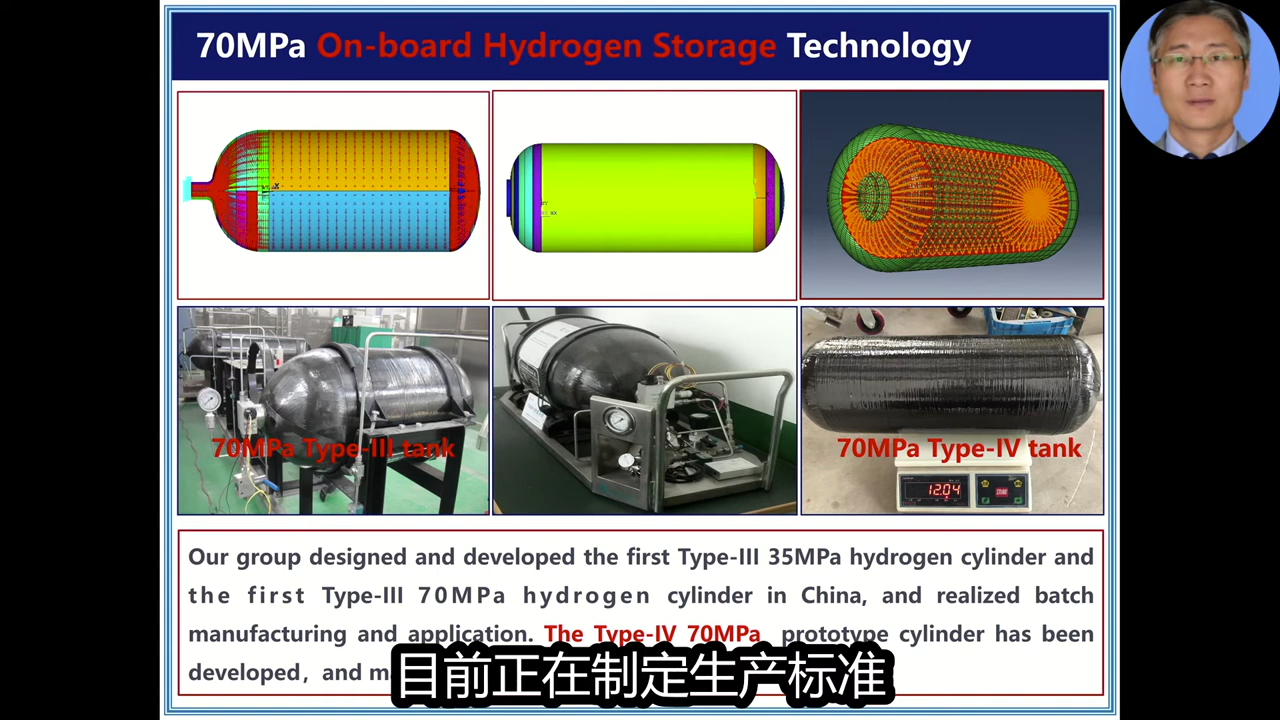 70MPa On-board Hydrogen Storage Technology
70MPa Type-III tank
70MPa Type-IV tank
12.04
Our group designed and developed the first Type-III 35MPa hydrogen cylinder and
the first Type-III 70MPa hydrogen cylinder in China, and realized batch
manufacturing and application. The Type-IV 70MPa prototype cylinder has been
developed, and
目前正在制定生产标准